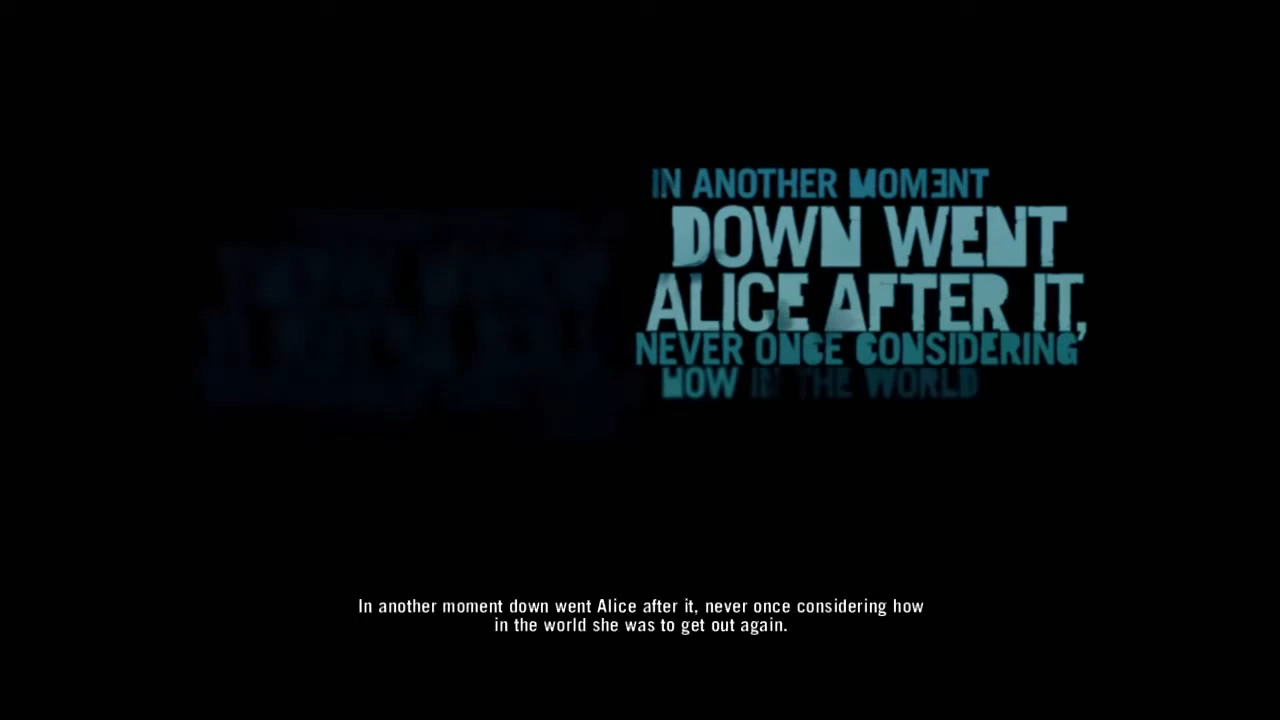 IN ANOTHER MOMENT
DOWN WENT
ALICE AFTER IT,
NEVER ONCE CONSIDERING
HOW IN THE WORLD
In another moment down went Alice after it, never once considering how
in the world she was to get out again.